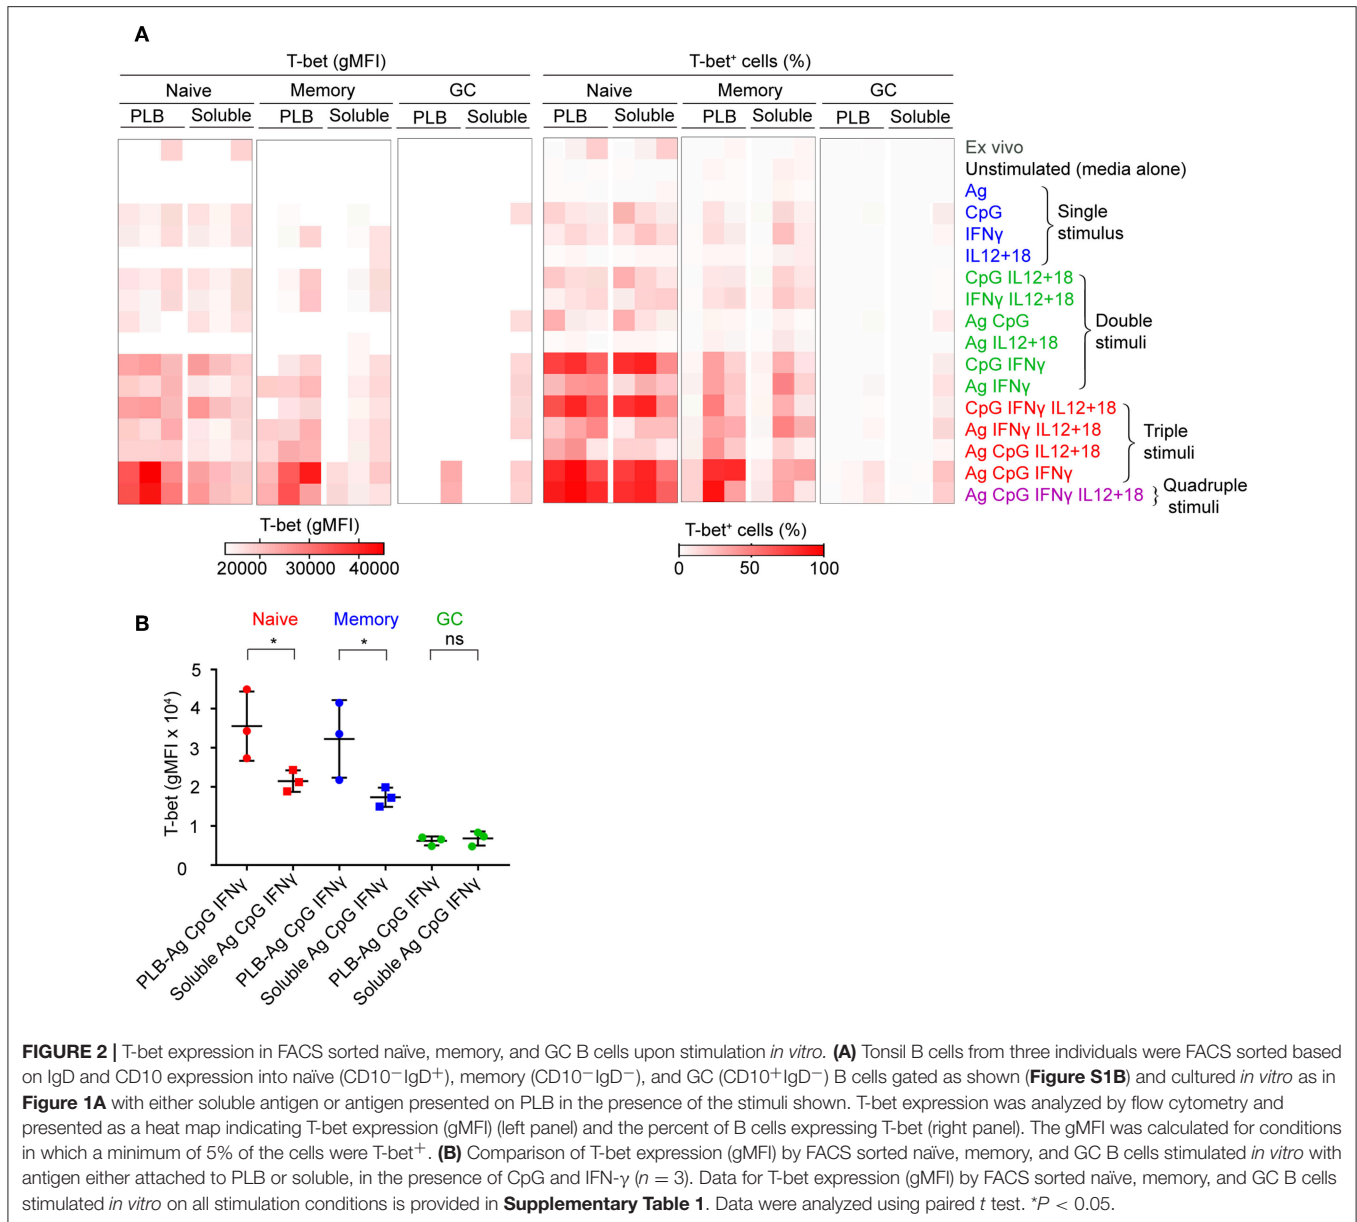 A
T-bet (gMFI)
T-bet⁺ cells (%)
Naive Memory GC Naive Memory GC
PLB Soluble PLB Soluble PLB Soluble PLB Soluble PLB Soluble PLB Soluble
Ex vivo
Unstimulated (media alone)
Ag
CpG
IFNγ
IL12+18
Single
stimulus
CpG IL12+18
IFNγ IL12+18
Ag CpG
Ag IL12+18
CpG IFNγ
Ag IFNγ
Double
stimuli
CpG IFNγ IL12+18
Ag IFNγ IL12+18
Ag CpG IL12+18
Ag CpG IFNγ
Triple
stimuli
Ag CpG IFNγ IL12+18
Quadruple
stimuli
T-bet (gMFI)
20000 30000 40000
T-bet⁺ cells (%)
0 50 100
B
Naive Memory GC
* * ns
T-bet (gMFI x 10⁴)
5
4
3
2
1
0
PLB-Ag CpG IFNγ
Soluble Ag CpG IFNγ
PLB-Ag CpG IFNγ
Soluble Ag CpG IFNγ
PLB-Ag CpG IFNγ
Soluble Ag CpG IFNγ
FIGURE 2 | T-bet expression in FACS sorted naïve, memory, and GC B cells upon stimulation in vitro. (A) Tonsil B cells from three individuals were FACS sorted based
on IgD and CD10 expression into naïve (CD10−IgD+), memory (CD10−IgD−), and GC (CD10+IgD−) B cells gated as shown (Figure S1B) and cultured in vitro as in
Figure 1A with either soluble antigen or antigen presented on PLB in the presence of the stimuli shown. T-bet expression was analyzed by flow cytometry and
presented as a heat map indicating T-bet expression (gMFI) (left panel) and the percent of B cells expressing T-bet (right panel). The gMFI was calculated for conditions
in which a minimum of 5% of the cells were T-bet+. (B) Comparison of T-bet expression (gMFI) by FACS sorted naïve, memory, and GC B cells stimulated in vitro with
antigen either attached to PLB or soluble, in the presence of CpG and IFN-γ (n = 3). Data for T-bet expression (gMFI) by FACS sorted naïve, memory, and GC B cells
stimulated in vitro on all stimulation conditions is provided in Supplementary Table 1. Data were analyzed using paired t test. *P < 0.05.